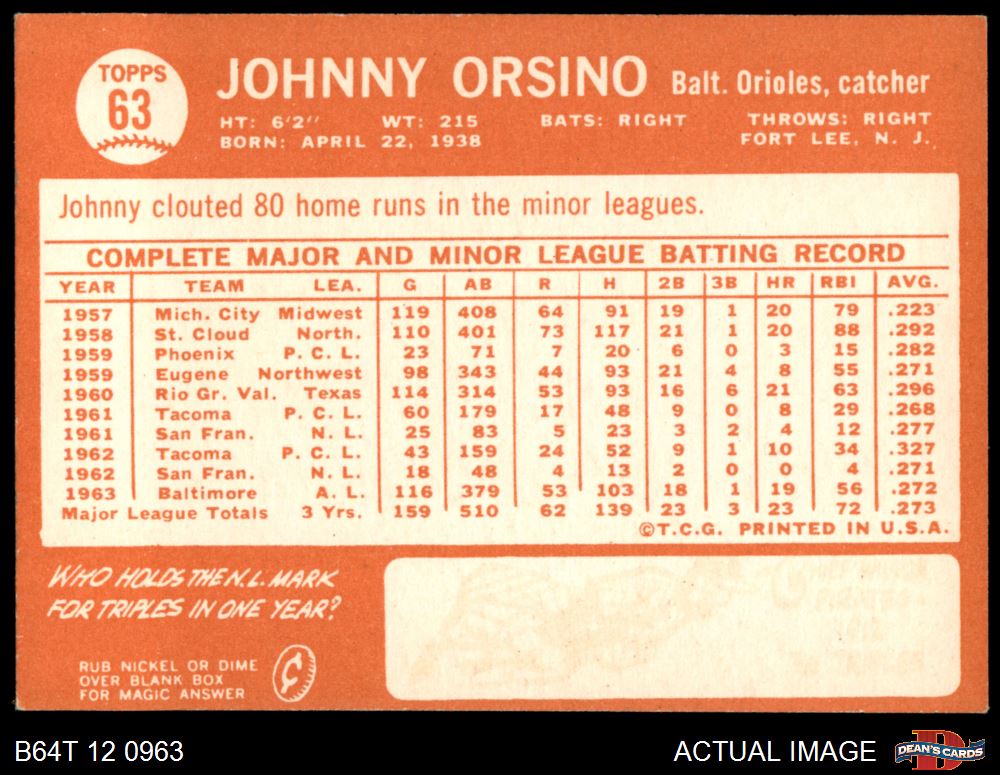 TOPPS
63
JOHNNY ORSINO Balt. Orioles, catcher
HT: 6'2" WT: 215 BATS: RIGHT THROWS: RIGHT
BORN: APRIL 22, 1938 FORT LEE, N. J.
Johnny clouted 80 home runs in the minor leagues.
COMPLETE MAJOR AND MINOR LEAGUE BATTING RECORD
YEAR TEAM LEA. G AB R H 2B 3B HR RBI AVG.
1957 Mich. City Midwest 119 408 64 91 19 1 20 79 .223
1958 St. Cloud North. 110 401 73 117 21 1 20 88 .292
1959 Phoenix P. C. L. 23 71 7 20 6 0 3 15 .282
1959 Eugene Northwest 98 343 44 93 21 4 8 55 .271
1960 Rio Gr. Val. Texas 114 314 53 93 16 6 21 63 .296
1961 Tacoma P. C. L. 60 179 17 48 9 0 8 29 .268
1961 San Fran. N. L. 25 83 5 23 3 2 4 12 .277
1962 Tacoma P. C. L. 43 159 24 52 9 1 10 34 .327
1962 San Fran. N. L. 18 48 4 13 2 0 0 4 .271
1963 Baltimore A. L. 116 379 53 103 18 1 19 56 .272
Major League Totals 3 Yrs. 159 510 62 139 23 3 23 72 .273
©T.C.G. PRINTED IN U.S.A.
WHO HOLDS THE N.L. MARK
FOR TRIPLES IN ONE YEAR?
RUB NICKEL OR DIME
OVER BLANK BOX
FOR MAGIC ANSWER
¢
B64T 12 0963 ACTUAL IMAGE DEAN'S CARDS